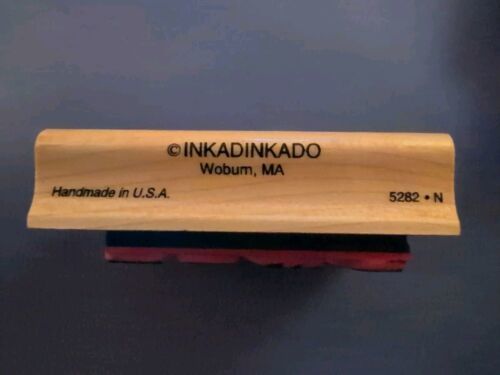 ©INKADINKADO
Woburn, MA
Handmade in U.S.A.
5282 • N